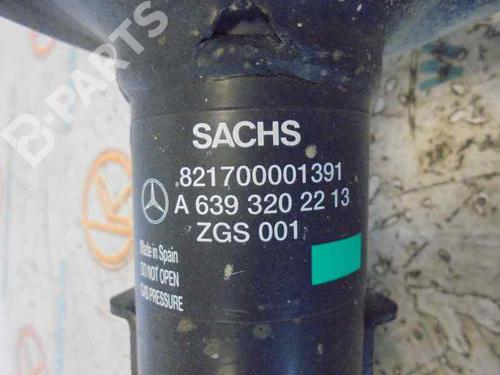 B-PARTS
SACHS
821700001391
A 639 320 22 13
ZGS 001
Made in Spain
DO NOT OPEN
GAS PRESSURE